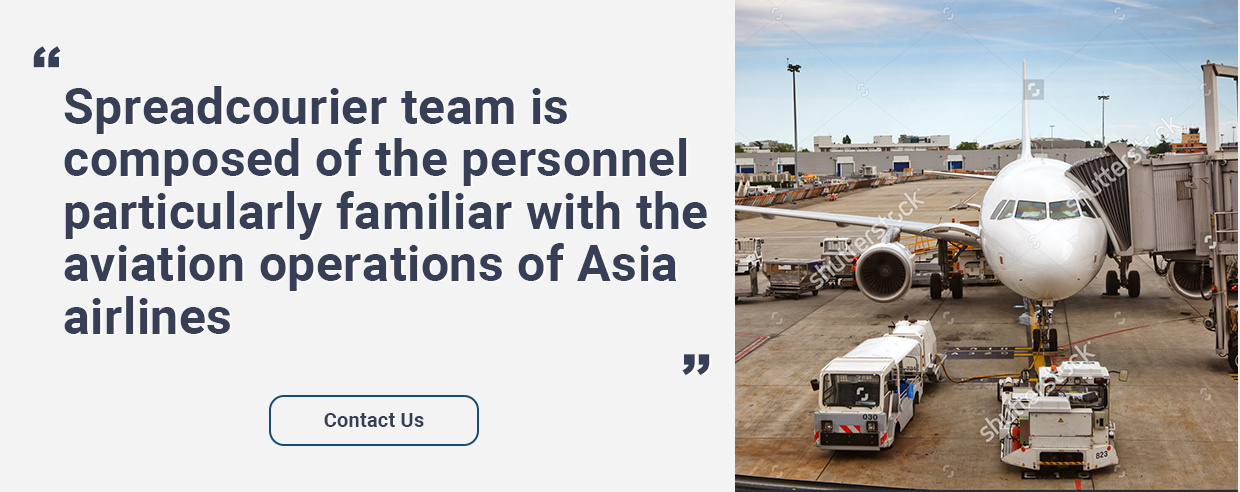 “
Spreadcourier team is
composed of the personnel
particularly familiar with the
aviation operations of Asia
airlines
”
Contact Us
shutterstock
shutterstock
shutterstock
030
823